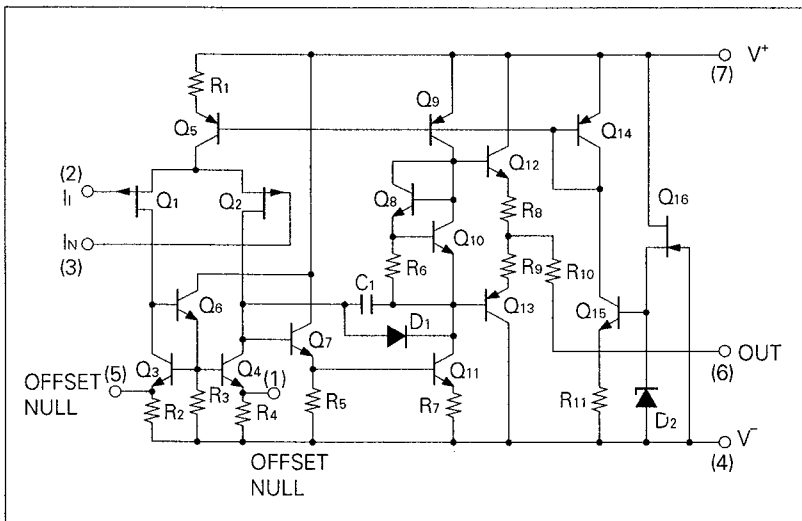 V⁺
(7)
R1
Q5
Q9
Q14
(2)
II
Q1
Q2
Q8
Q12
Q16
IN
(3)
Q10
R8
R6
R9
R10
C1
Q6
Q13
Q15
D1
Q7
OUT
(6)
Q3
Q4
(5)
(1)
Q11
OFFSET
NULL
R2
R3
R4
R5
R7
R11
D2
V⁻
(4)
OFFSET
NULL